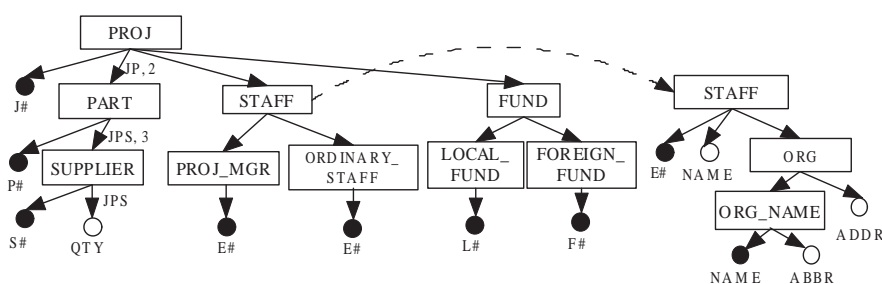 PROJ
JP, 2
J#
PART
STAFF
FUND
STAFF
JPS, 3
P#
SUPPLIER
PROJ_MGR
ORDINARY_
STAFF
LOCAL_
FUND
FOREIGN_
FUND
E#
NAME
ORG
JPS
S#
QTY
E#
E#
L#
F#
ORG_NAME
ADDR
NAME
ABBR